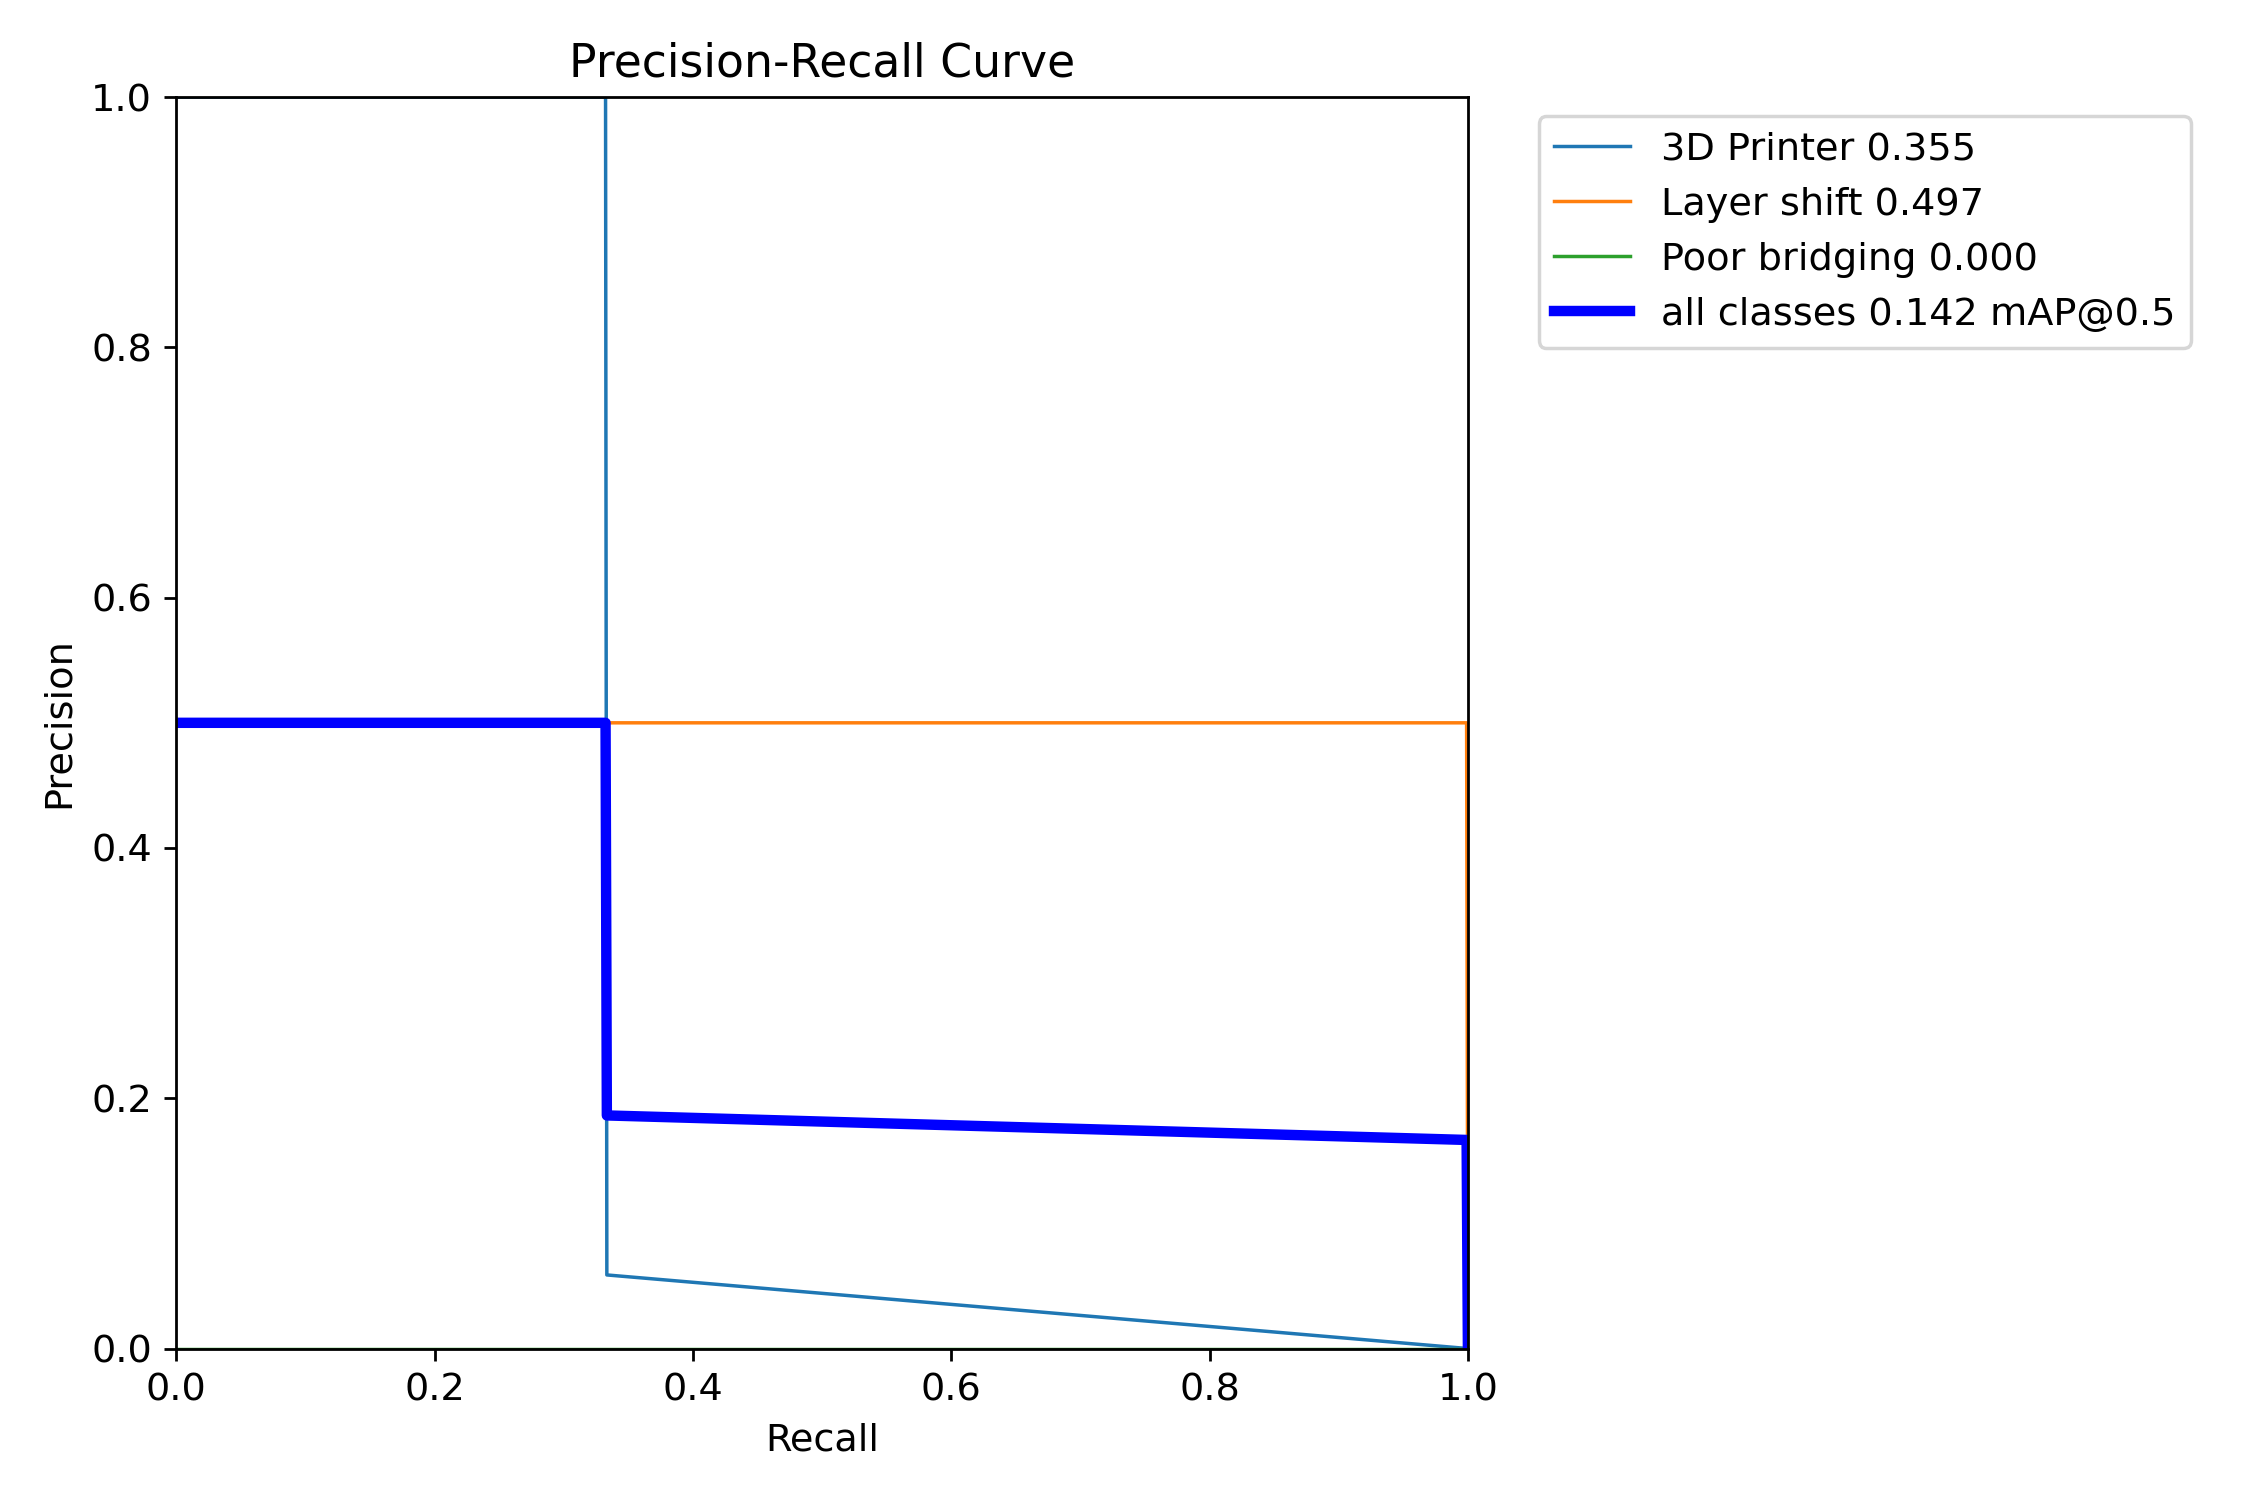 Precision-Recall Curve
1.0
0.8
0.6
0.4
0.2
0.0
Precision
0.0 0.2 0.4 0.6 0.8 1.0
Recall
3D Printer 0.355
Layer shift 0.497
Poor bridging 0.000
all classes 0.142 mAP@0.5